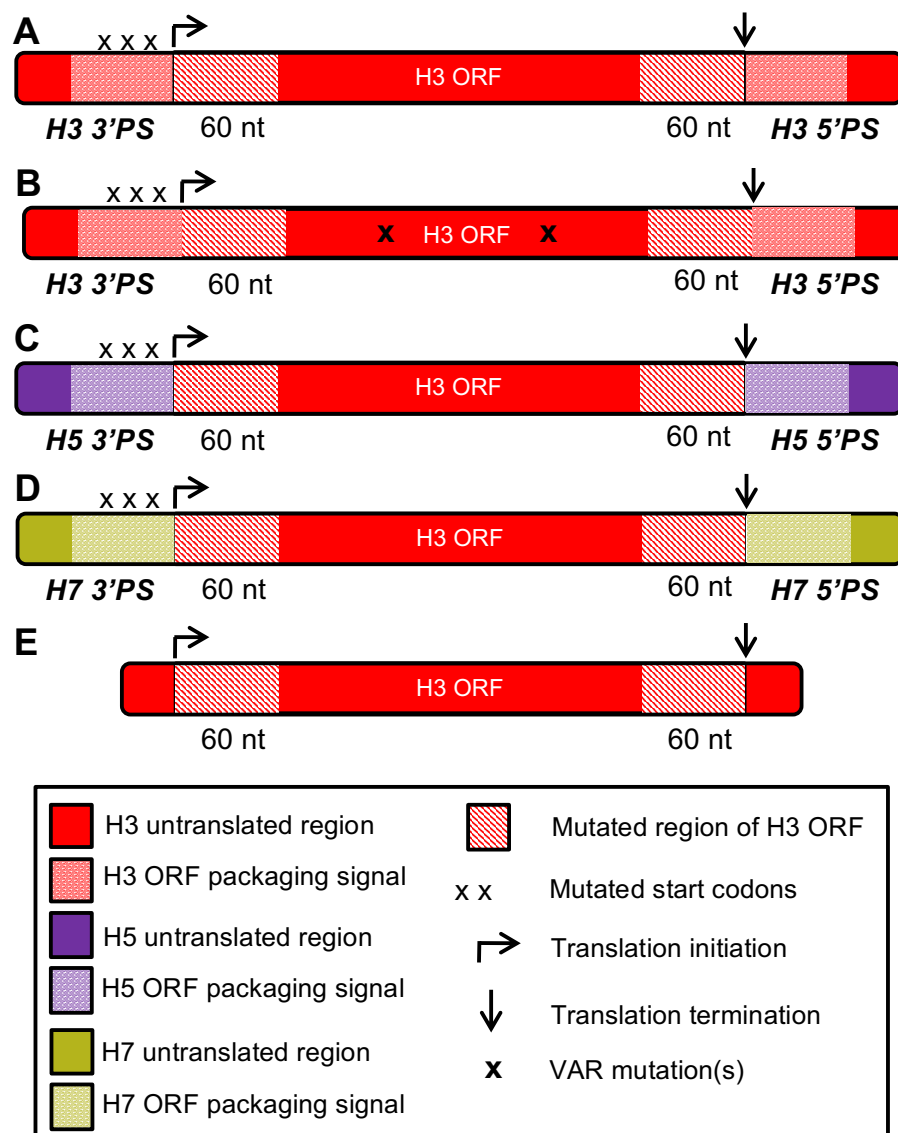 A
x x x
H3 ORF
H3 3'PS 60 nt 60 nt H3 5'PS
B
x x x
x H3 ORF x
H3 3'PS 60 nt 60 nt H3 5'PS
C
x x x
H3 ORF
H5 3'PS 60 nt 60 nt H5 5'PS
D
x x x
H3 ORF
H7 3'PS 60 nt 60 nt H7 5'PS
E
H3 ORF
60 nt 60 nt
H3 untranslated region
H3 ORF packaging signal
H5 untranslated region
H5 ORF packaging signal
H7 untranslated region
H7 ORF packaging signal
Mutated region of H3 ORF
x x Mutated start codons
Translation initiation
Translation termination
x VAR mutation(s)